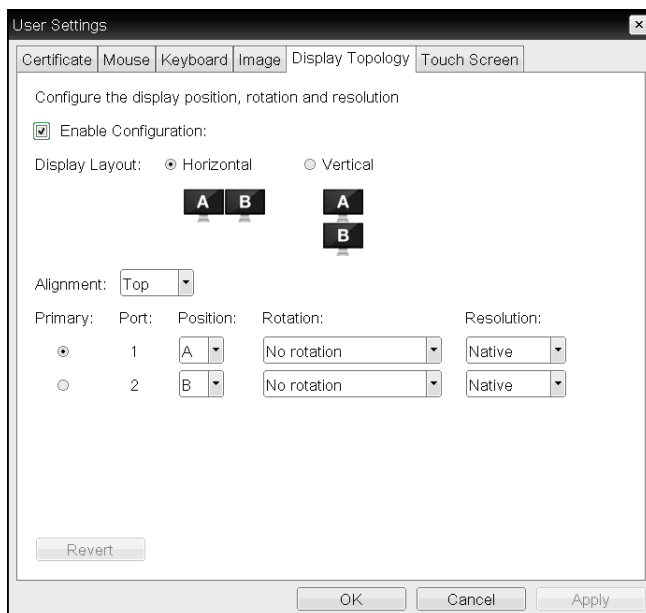 User Settings
Certificate Mouse Keyboard Image Display Topology Touch Screen
Configure the display position, rotation and resolution
Enable Configuration:
Display Layout: Horizontal Vertical
A B A
B
Alignment: Top
Primary: Port: Position: Rotation: Resolution:
1 A No rotation Native
2 B No rotation Native
Revert
OK Cancel Apply